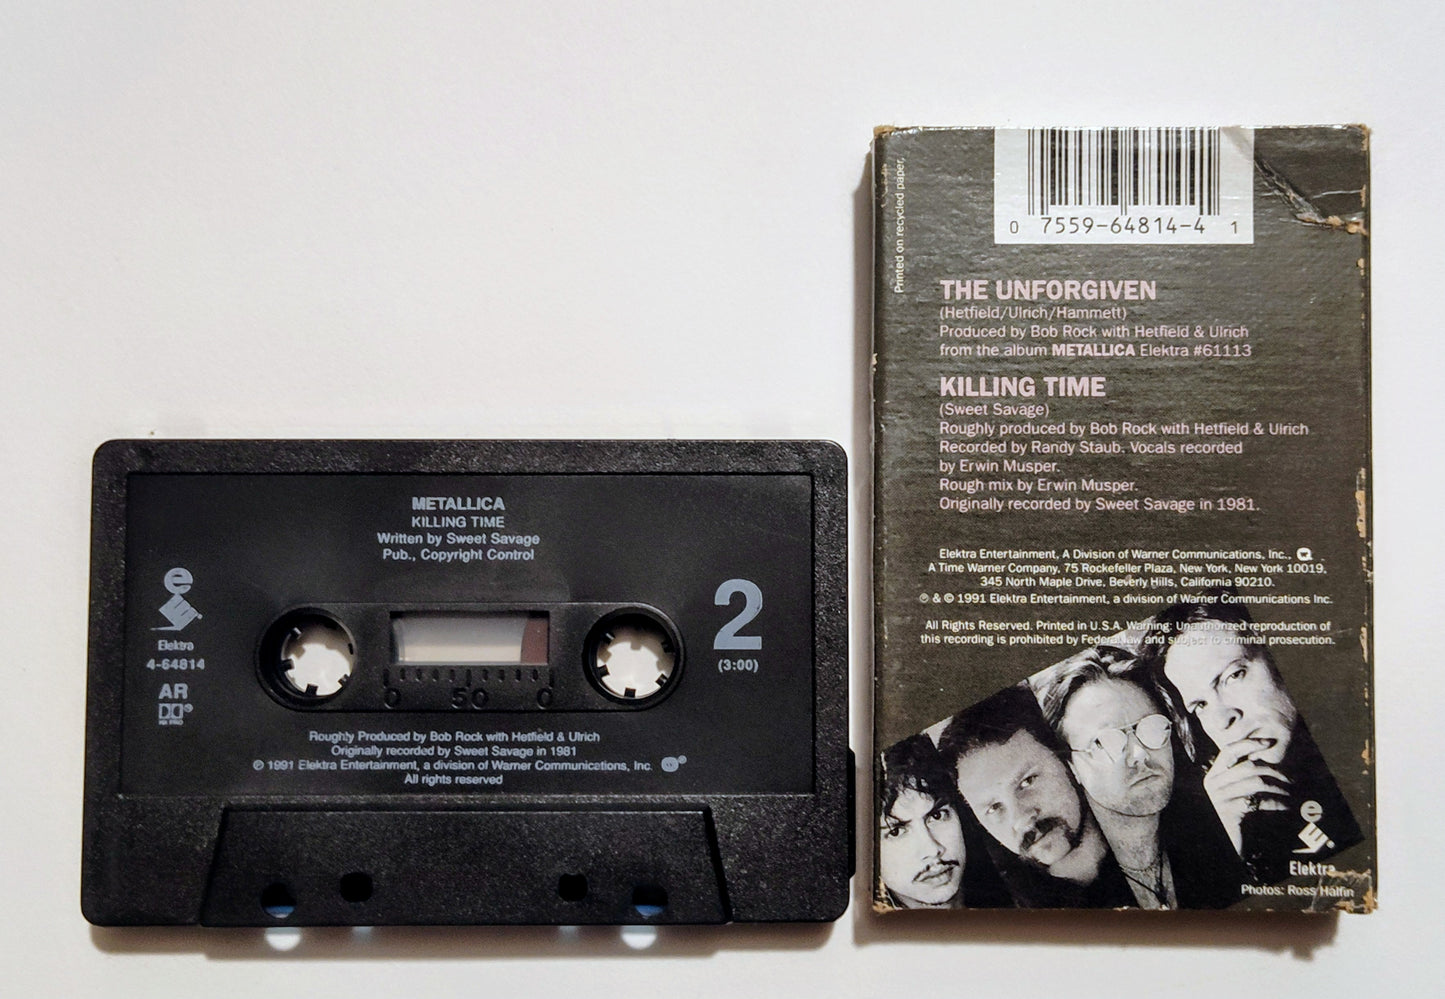 METALLICA
KILLING TIME
Written by Sweet Savage
Pub., Copyright Control
e
Elektra
4-64814
AR
HX PRO
2
(3:00)
0 50 0
Roughly Produced by Bob Rock with Hetfield & Ulrich
Originally recorded by Sweet Savage in 1981
℗ 1991 Elektra Entertainment, a division of Warner Communications, Inc.
All rights reserved
Printed on recycled paper.
0 7559-64814-4 1
THE UNFORGIVEN
(Hetfield/Ulrich/Hammett)
Produced by Bob Rock with Hetfield & Ulrich
from the album METALLICA Elektra #61113
KILLING TIME
(Sweet Savage)
Roughly produced by Bob Rock with Hetfield & Ulrich
Recorded by Randy Staub. Vocals recorded
by Erwin Musper.
Rough mix by Erwin Musper.
Originally recorded by Sweet Savage in 1981.
Elektra Entertainment, A Division of Warner Communications, Inc.,
A Time Warner Company, 75 Rockefeller Plaza, New York, New York 10019,
345 North Maple Drive, Beverly Hills, California 90210.
℗ & © 1991 Elektra Entertainment, a division of Warner Communications Inc.
All Rights Reserved. Printed in U.S.A. Warning: Unauthorized reproduction of
this recording is prohibited by Federal law and subject to criminal prosecution.
e
Elektra
Photos: Ross Halfin